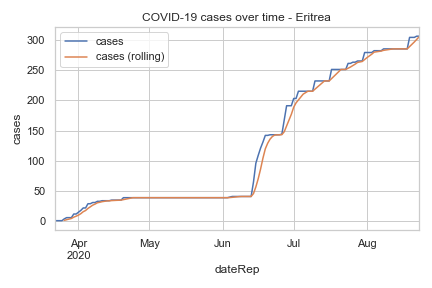 COVID-19 cases over time - Eritrea
cases
cases (rolling)
300
250
200
150
100
50
0
cases
Apr
2020
May
Jun
Jul
Aug
dateRep